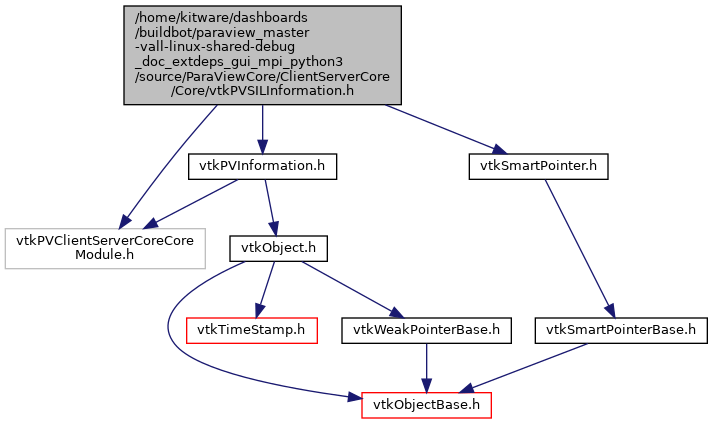 /home/kitware/dashboards
/buildbot/paraview_master
-vall-linux-shared-debug
_doc_extdeps_gui_mpi_python3
/source/ParaViewCore/ClientServerCore
/Core/vtkPVSILInformation.h
vtkPVInformation.h
vtkSmartPointer.h
vtkPVClientServerCoreCore
Module.h
vtkObject.h
vtkTimeStamp.h
vtkWeakPointerBase.h
vtkSmartPointerBase.h
vtkObjectBase.h